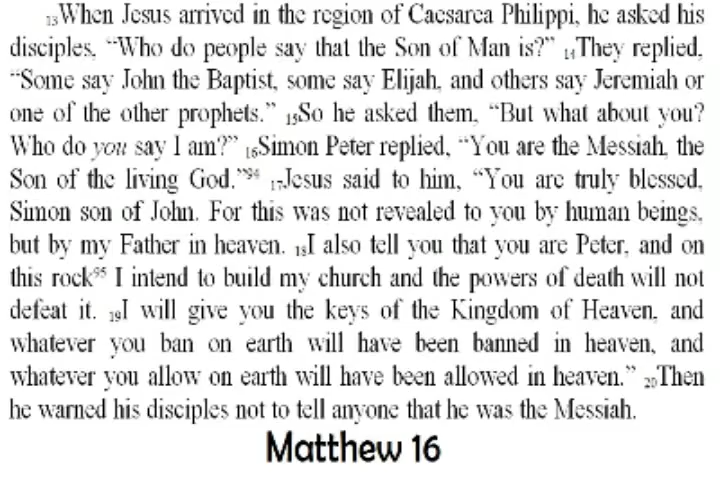 13When Jesus arrived in the region of Caesarea Philippi, he asked his
disciples, “Who do people say that the Son of Man is?” 14They replied,
“Some say John the Baptist, some say Elijah, and others say Jeremiah or
one of the other prophets.” 15So he asked them, “But what about you?
Who do you say I am?” 16Simon Peter replied, “You are the Messiah, the
Son of the living God.”94 17Jesus said to him, “You are truly blessed,
Simon son of John. For this was not revealed to you by human beings,
but by my Father in heaven. 18I also tell you that you are Peter, and on
this rock95 I intend to build my church and the powers of death will not
defeat it. 19I will give you the keys of the Kingdom of Heaven, and
whatever you ban on earth will have been banned in heaven, and
whatever you allow on earth will have been allowed in heaven.” 20Then
he warned his disciples not to tell anyone that he was the Messiah.
Matthew 16